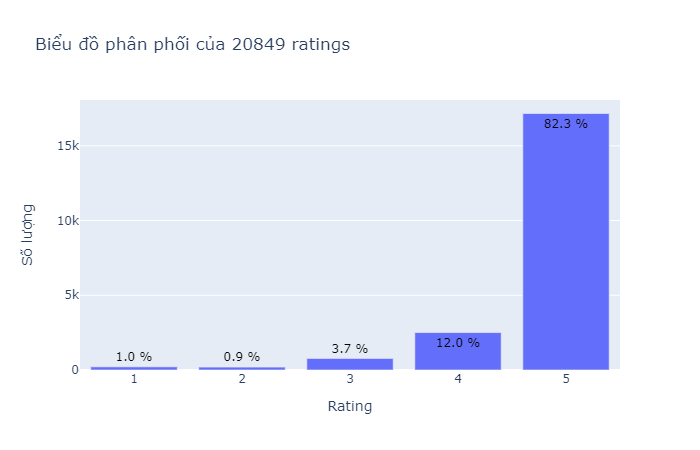 Biểu đồ phân phối của 20849 ratings
82.3 %
15k
10k
Số lượng
5k
3.7 %
12.0 %
1.0 %
0.9 %
0
1
2
3
4
5
Rating